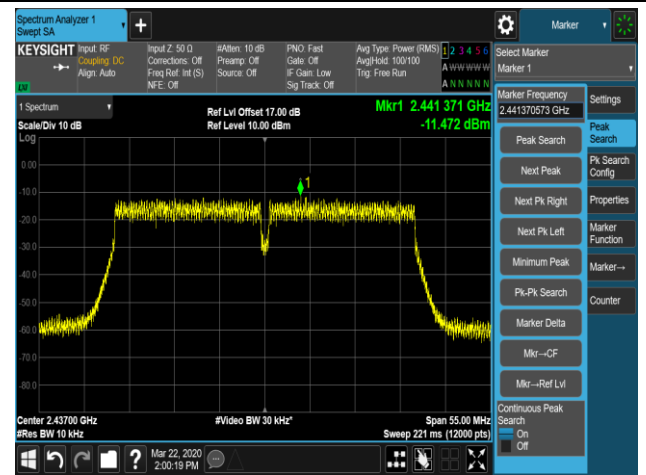 Spectrum Analyzer 1
Swept SA
Marker
KEYSIGHT
Input: RF
Coupling: DC
Align: Auto
Input Z: 50 Ω
Corrections: Off
Freq Ref: Int (S)
NFE: Off
#Atten: 10 dB
Preamp: Off
Source: Off
PNO: Fast
Gate: Off
IF Gain: Low
Sig Track: Off
Avg Type: Power (RMS)
Avg|Hold: 100/100
Trig: Free Run
1 2 3 4 5 6
A W W W W W
A N N N N N
Select Marker
Marker 1
1 Spectrum
Scale/Div 10 dB
Log
Ref Lvl Offset 17.00 dB
Ref Level 10.00 dBm
Mkr1 2.441 371 GHz
-11.472 dBm
0.00
-10.0
-20.0
-30.0
-40.0
-50.0
-60.0
-70.0
-80.0
1
Center 2.43700 GHz
#Res BW 10 kHz
#Video BW 30 kHz*
Span 55.00 MHz
Sweep 221 ms (12000 pts)
Marker Frequency
2.441370573 GHz
Peak Search
Next Peak
Next Pk Right
Next Pk Left
Minimum Peak
Pk-Pk Search
Marker Delta
Mkr→CF
Mkr→Ref Lvl
Continuous Peak
Search
On
Off
Settings
Peak
Search
Pk Search
Config
Properties
Marker
Function
Marker→
Counter
?
Mar 22, 2020
2:00:19 PM